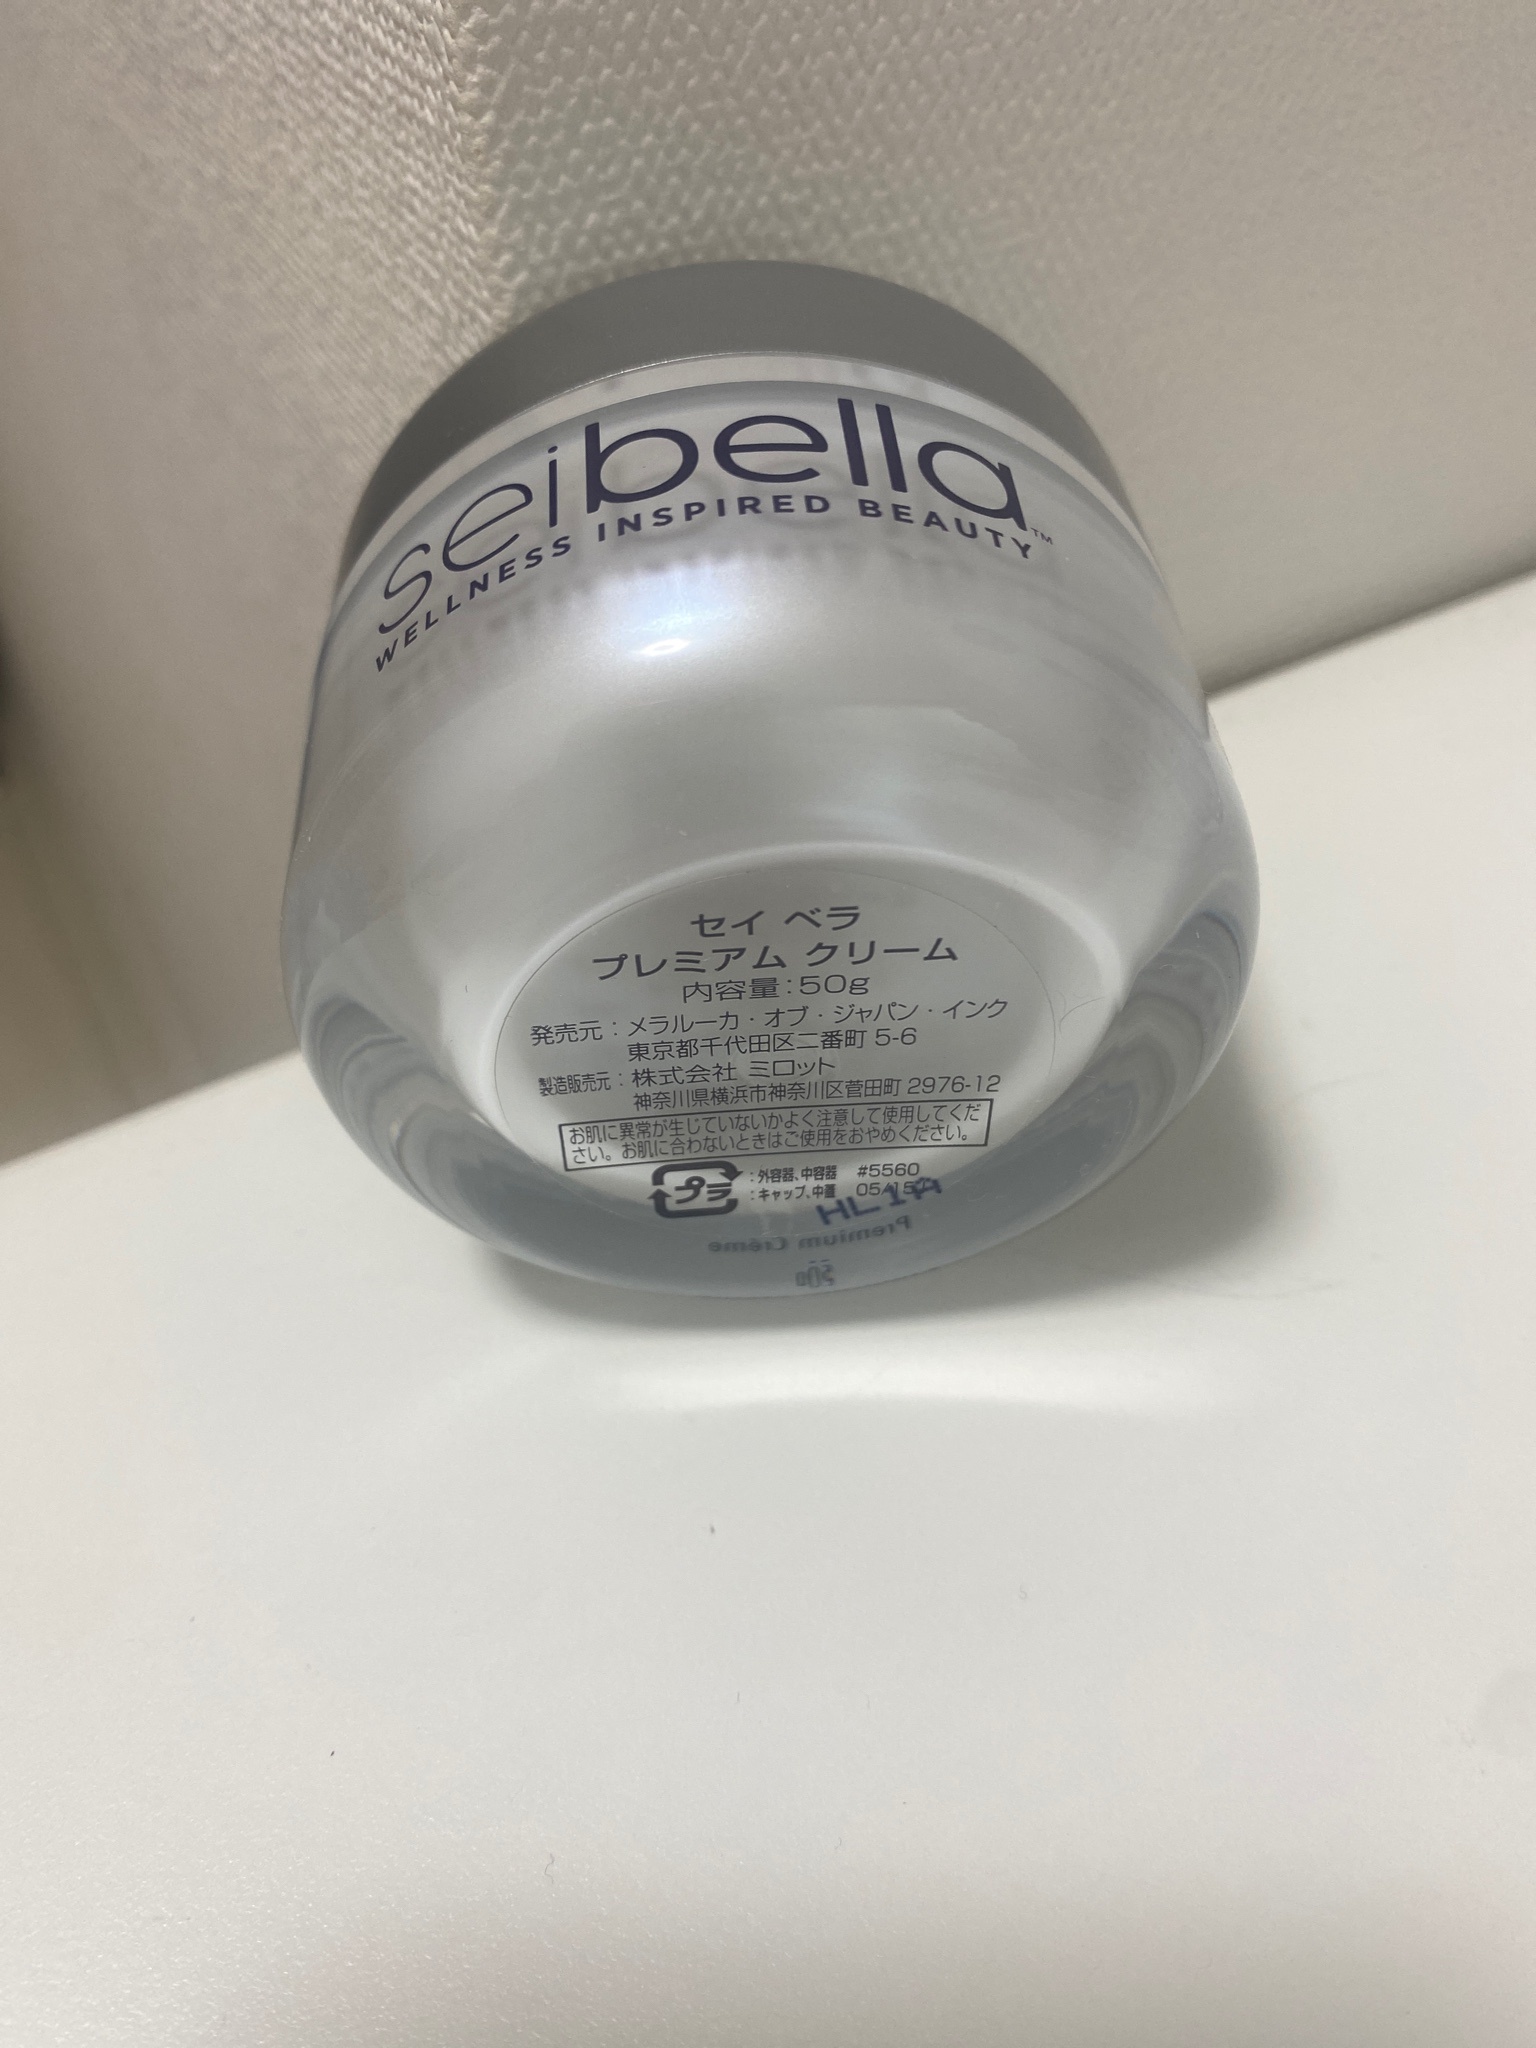 seibella™
WELLNESS INSPIRED BEAUTY
セイ ベラ
プレミアム クリーム
内容量：50g
発売元：メラルーカ・オブ・ジャパン・インク
東京都千代田区二番町 5-6
製造販売元：株式会社 ミロット
神奈川県横浜市神奈川区菅田町 2976-12
お肌に異常が生じていないかよく注意して使用してくだ
さい。お肌に合わないときはご使用をおやめください。
プラ ：外容器、中容器 #5560
：キャップ、中蓋
HL1A
Premium Crème
50g